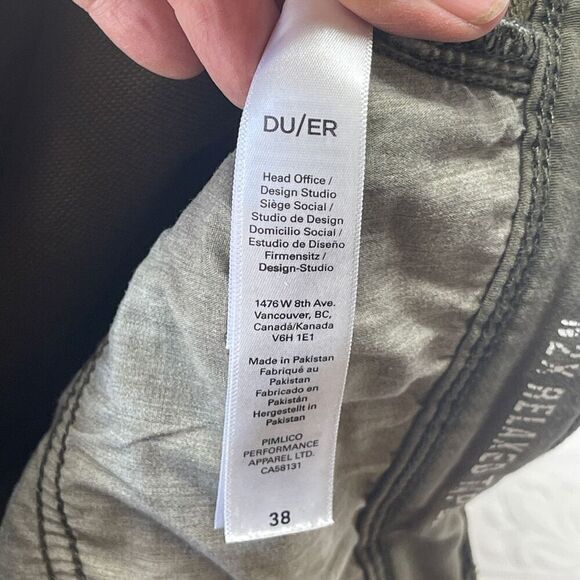 DU/ER
Head Office /
Design Studio
Siège Social /
Studio de Design
Domicilio Social /
Estudio de Diseño
Firmensitz /
Design-Studio
1476 W 8th Ave.
Vancouver, BC,
Canadá/Kanada
V6H 1E1
Made in Pakistan
Fabriqué au
Pakistan
Fabricado en
Pakistán
Hergestellt in
Pakistan
PIMLICO
PERFORMANCE
APPAREL LTD.
CA58131
38
RELAXED